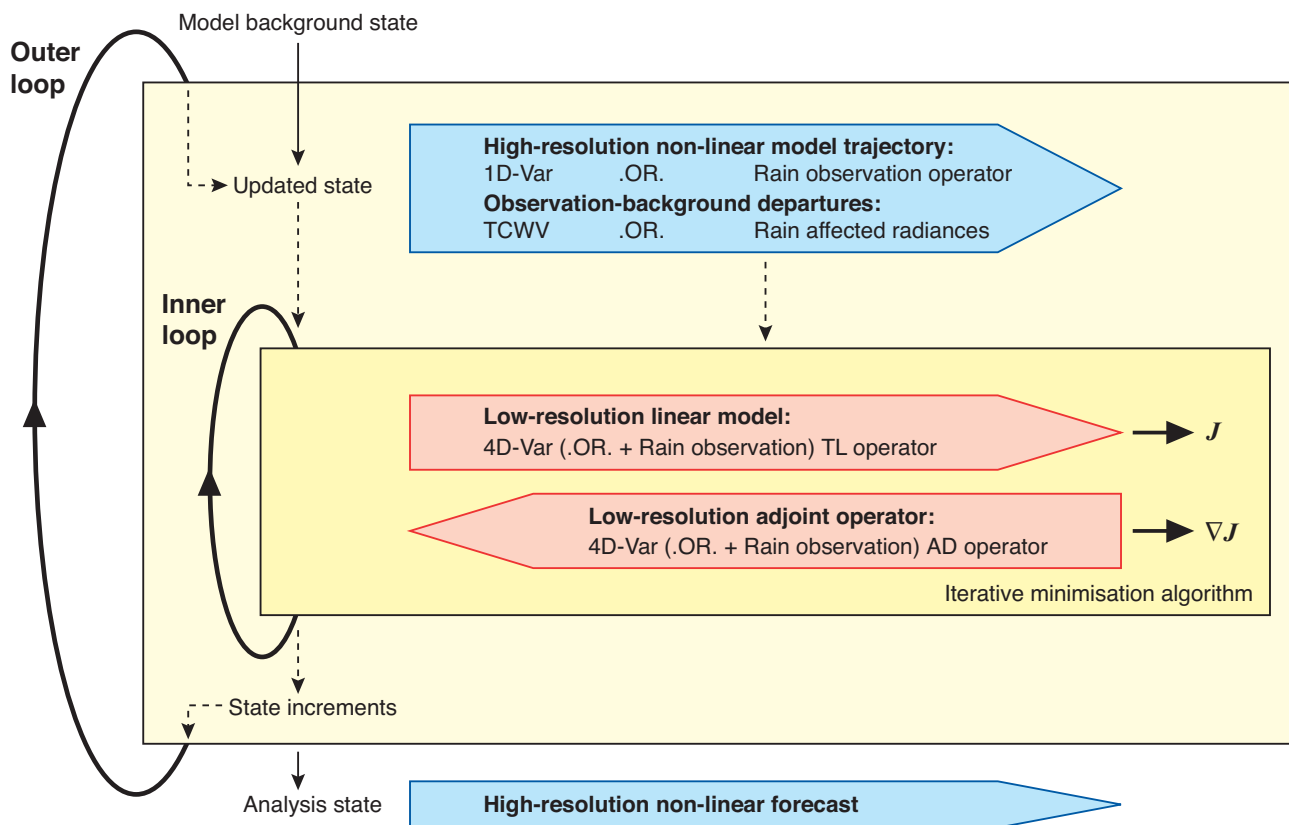 Model background state
Outer
loop
High-resolution non-linear model trajectory:
1D-Var .OR. Rain observation operator
Updated state
Observation-background departures:
TCWV .OR. Rain affected radiances
Inner
loop
Low-resolution linear model:
4D-Var (.OR. + Rain observation) TL operator
J
Low-resolution adjoint operator:
4D-Var (.OR. + Rain observation) AD operator
∇J
Iterative minimisation algorithm
State increments
Analysis state
High-resolution non-linear forecast